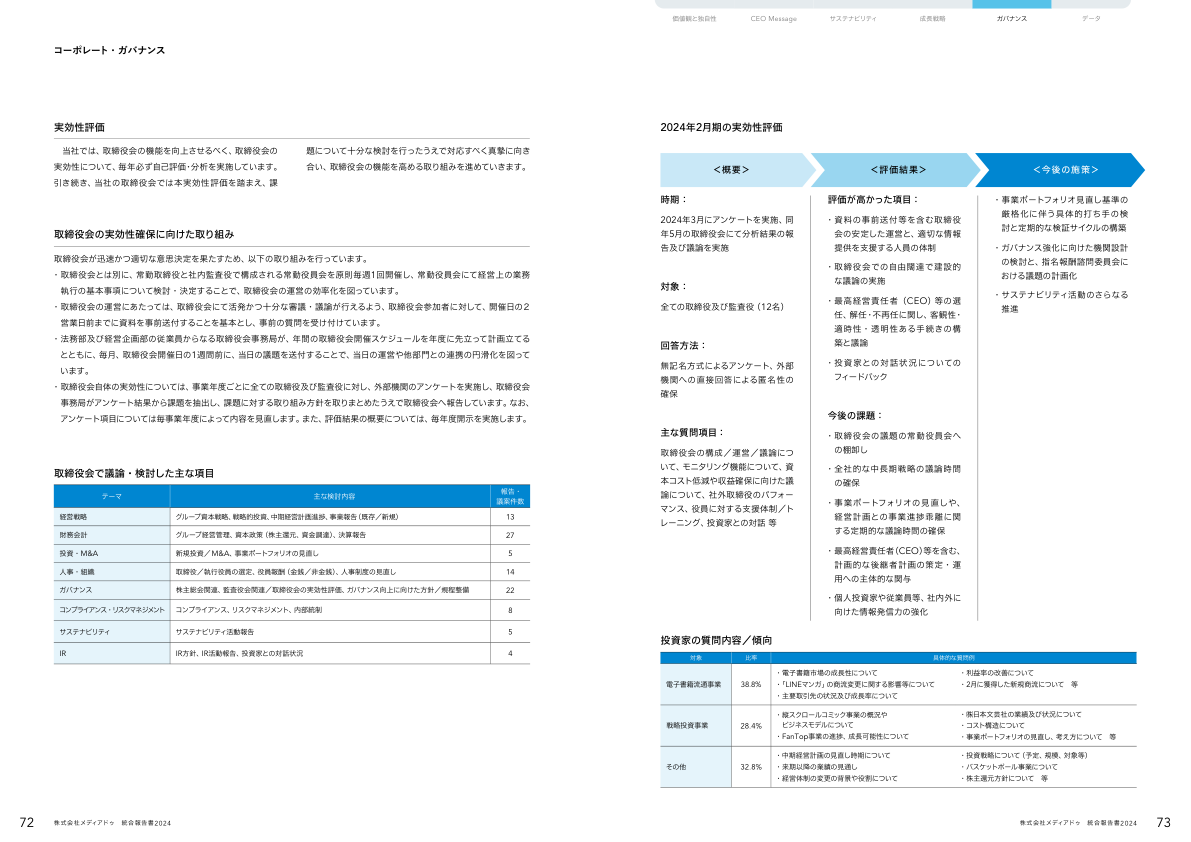 価値観と独自性
CEO Message
サステナビリティ
成長戦略
ガバナンス
データ
コーポレート・ガバナンス
実効性評価
当社では、取締役会の機能を向上させるべく、取締役会の
実効性について、毎年必ず自己評価・分析を実施しています。
引き続き、当社の取締役会では本実効性評価を踏まえ、課
題について十分な検討を行ったうえで対応すべく真摯に向き
合い、取締役会の機能を高める取り組みを進めていきます。
取締役会の実効性確保に向けた取り組み
取締役会が迅速かつ適切な意思決定を果たすため、以下の取り組みを行っています。
・取締役会とは別に、常勤取締役と社内監査役で構成される常勤役員会を原則毎週1回開催し、常勤役員会にて経営上の業務
執行の基本事項について検討・決定することで、取締役会の運営の効率化を図っています。
・取締役会の運営にあたっては、取締役会にて活発かつ十分な審議・議論が行えるよう、取締役会参加者に対して、開催日の2
営業日前までに資料を事前送付することを基本とし、事前の質問を受け付けています。
・法務部及び経営企画部の従業員からなる取締役会事務局が、年間の取締役会開催スケジュールを年度に先立って計画立てる
とともに、毎月、取締役会開催日の1週間前に、当日の議題を送付することで、当日の運営や他部門との連携の円滑化を図って
います。
・取締役会自体の実効性については、事業年度ごとに全ての取締役及び監査役に対し、外部機関のアンケートを実施し、取締役会
事務局がアンケート結果から課題を抽出し、課題に対する取り組み方針を取りまとめたうえで取締役会へ報告しています。なお、
アンケート項目については毎事業年度によって内容を見直します。また、評価結果の概要については、毎年度開示を実施します。
取締役会で議論・検討した主な項目
テーマ 主な検討内容 報告・
議案件数
経営戦略 グループ資本戦略、戦略的投資、中期経営計画進捗、事業報告（既存／新規） 13
財務会計 グループ経営管理、資本政策（株主還元、資金調達）、決算報告 27
投資・M&A 新規投資／M&A、事業ポートフォリオの見直し 5
人事・組織 取締役／執行役員の選定、役員報酬（金銭／非金銭）、人事制度の見直し 14
ガバナンス 株主総会関連、監査役会関連／取締役会の実効性評価、ガバナンス向上に向けた方針／規程整備 22
コンプライアンス・リスクマネジメント コンプライアンス、リスクマネジメント、内部統制 8
サステナビリティ サステナビリティ活動報告 5
IR IR方針、IR活動報告、投資家との対話状況 4
72 株式会社メディアドゥ 統合報告書2024
2024年2月期の実効性評価
＜概要＞
時期：
2024年3月にアンケートを実施、同
年5月の取締役会にて分析結果の報
告及び議論を実施
対象：
全ての取締役及び監査役（12名）
回答方法：
無記名方式によるアンケート、外部
機関への直接回答による匿名性の
確保
主な質問項目：
取締役会の構成／運営／議論につ
いて、モニタリング機能について、資
本コスト低減や収益確保に向けた議
論について、社外取締役のパフォー
マンス、役員に対する支援体制／ト
レーニング、投資家との対話 等
＜評価結果＞
評価が高かった項目：
・資料の事前送付等を含む取締役
会の安定した運営と、適切な情報
提供を支援する人員の体制
・取締役会での自由闊達で建設的
な議論の実施
・最高経営責任者（CEO）等の選
任、解任・不再任に関し、客観性・
適時性・透明性ある手続きの構
築と議論
・投資家との対話状況についての
フィードバック
今後の課題：
・取締役会の議題の常勤役員会へ
の棚卸し
・全社的な中長期戦略の議論時間
の確保
・事業ポートフォリオの見直しや、
経営計画との事業進捗乖離に関
する定期的な議論時間の確保
・最高経営責任者（CEO）等を含む、
計画的な後継者計画の策定・運
用への主体的な関与
・個人投資家や従業員等、社内外に
向けた情報発信力の強化
＜今後の施策＞
・事業ポートフォリオ見直し基準の
厳格化に伴う具体的打ち手の検
討と定期的な検証サイクルの構築
・ガバナンス強化に向けた機関設計
の検討と、指名報酬諮問委員会に
おける議題の計画化
・サステナビリティ活動のさらなる
推進
投資家の質問内容／傾向
対象 比率 具体的な質問例
電子書籍流通事業 38.8%
・電子書籍市場の成長性について
・「LINEマンガ」の商流変更に関する影響等について
・主要取引先の状況及び成長率について
・利益率の改善について
・2月に獲得した新規商流について 等
戦略投資事業 28.4%
・縦スクロールコミック事業の概況や
ビジネスモデルについて
・FanTop事業の進捗、成長可能性について
・㈱日本文芸社の業績及び状況について
・コスト構造について
・事業ポートフォリオの見直し、考え方について 等
その他 32.8%
・中期経営計画の見直し時期について
・来期以降の業績の見通し
・経営体制の変更の背景や役割について
・投資戦略について（予定、規模、対象等）
・バスケットボール事業について
・株主還元方針について 等
株式会社メディアドゥ 統合報告書2024 73